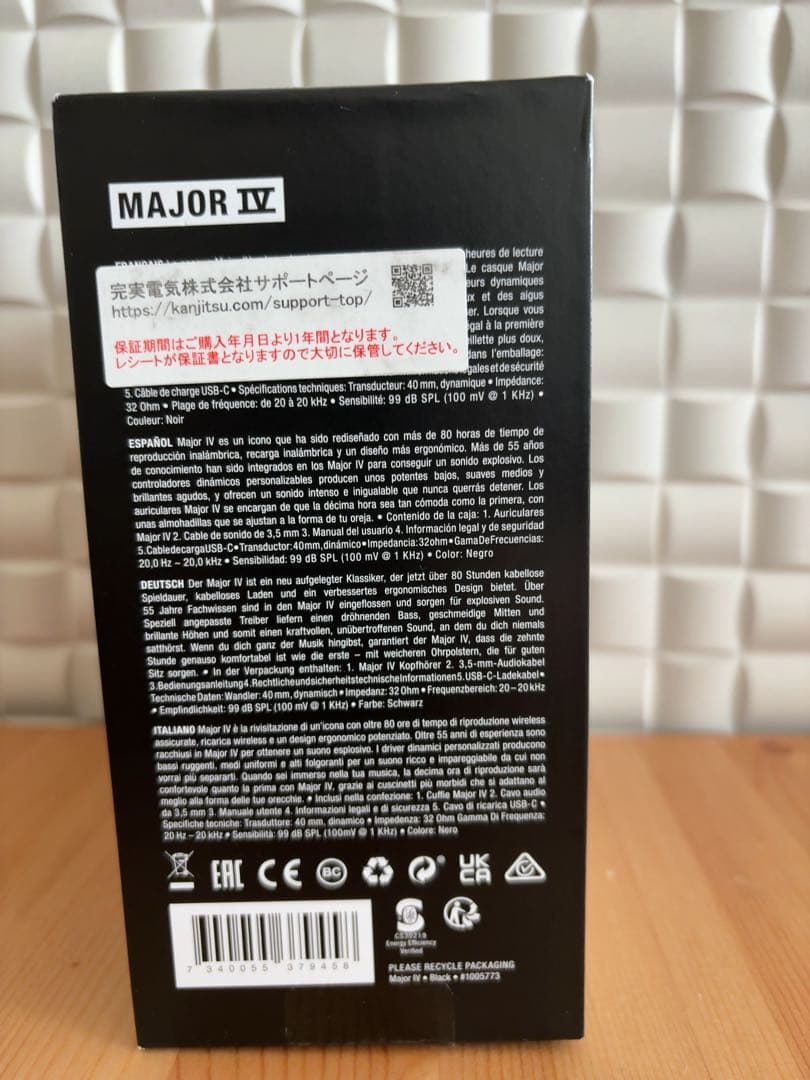 MAJOR IV
heures de lecture
Le casque Major
eurs dynamiques
ux et des aigus
er. Lorsque vous
égal à la première
illette plus doux,
dans l'emballage:
galesetdesécurité
完実電気株式会社サポートページ
https://kanjitsu.com/support-top/
保証期間はご購入年月日より1年間となります。
レシートが保証書となりますので大切に保管してください。
5. Câble de charge USB-C • Spécifications techniques: Transducteur: 40 mm, dynamique • Impédance:
32 Ohm • Plage de fréquence: de 20 à 20 kHz • Sensibilité: 99 dB SPL (100 mV @ 1 KHz) •
Couleur: Noir
ESPAÑOL Major IV es un icono que ha sido rediseñado con más de 80 horas de tiempo de
reproducción inalámbrica, recarga inalámbrica y un diseño más ergonómico. Más de 55 años
de conocimiento han sido integrados en los Major IV para conseguir un sonido explosivo. Los
controladores dinámicos personalizables producen unos potentes bajos, suaves medios y
brillantes agudos, y ofrecen un sonido intenso e inigualable que nunca querrás detener. Los
auriculares Major IV se encargan de que la décima hora sea tan cómoda como la primera, con
unas almohadillas que se ajustan a la forma de tu oreja. • Contenido de la caja: 1. Auriculares
Major IV 2. Cable de sonido de 3,5 mm 3. Manual del usuario 4. Información legal y de seguridad
5.CabledecargaUSB-C•Transductor:40mm,dinámico•Impedancia:32ohm•GamaDeFrecuencias:
20,0 Hz ~ 20,0 kHz • Sensibilidad: 99 dB SPL (100 mV @ 1 KHz) • Color: Negro
DEUTSCH Der Major IV ist ein neu aufgelegter Klassiker, der jetzt über 80 Stunden kabellose
Spieldauer, kabelloses Laden und ein verbessertes ergonomisches Design bietet. Über
55 Jahre Fachwissen sind in den Major IV eingeflossen und sorgen für explosiven Sound.
Speziell angepasste Treiber liefern einen dröhnenden Bass, geschmeidige Mitten und
brillante Höhen und somit einen kraftvollen, unübertroffenen Sound, an dem du dich niemals
satthörst. Wenn du dich ganz der Musik hingibst, garantiert der Major IV, dass die zehnte
Stunde genauso komfortabel ist wie die erste – mit weicheren Ohrpolstern, die für guten
Sitz sorgen. • In der Verpackung enthalten: 1. Major IV Kopfhörer 2. 3,5-mm-Audiokabel
3.Bedienungsanleitung4.RechtlicheundsicherheitstechnischeInformationen5.USB-C-Ladekabel•
Technische Daten: Wandler: 40 mm, dynamisch • Impedanz: 32 Ohm • Frequenzbereich: 20–20 kHz
• Empfindlichkeit: 99 dB SPL (100 mV @ 1 KHz) • Farbe: Schwarz
ITALIANO Major IV è la rivisitazione di un'icona con oltre 80 ore di tempo di riproduzione wireless
assicurate, ricarica wireless e un design ergonomico potenziato. Oltre 55 anni di esperienza sono
racchiusi in Major IV per ottenere un suono esplosivo. I driver dinamici personalizzati producono
bassi ruggenti, medi uniformi e alti folgoranti per un suono ricco e impareggiabile da cui non
vorrai più separarti. Quando sei immerso nella tua musica, la decima ora di riproduzione sarà
confortevole quanto la prima con Major IV, grazie ai cuscinetti più morbidi che si adattano al
meglio alla forma delle tue orecchie. • Inclusi nella confezione: 1. Cuffie Major IV 2. Cavo audio
da 3,5 mm 3. Manuale utente 4. Informazioni legali e di sicurezza 5. Cavo di ricarica USB-C •
Specifiche tecniche: Trasduttore: 40 mm, dinamico • Impedenza: 32 Ohm Gamma Di Frequenza:
20 Hz – 20 kHz • Sensibilità: 99 dB SPL (100mV @ 1 KHz) • Colore: Nero
EAC CE BC UK CA
7 340055 379458
CS30219
Energy Efficiency
Verified
PLEASE RECYCLE PACKAGING
Major IV • Black • #1005773